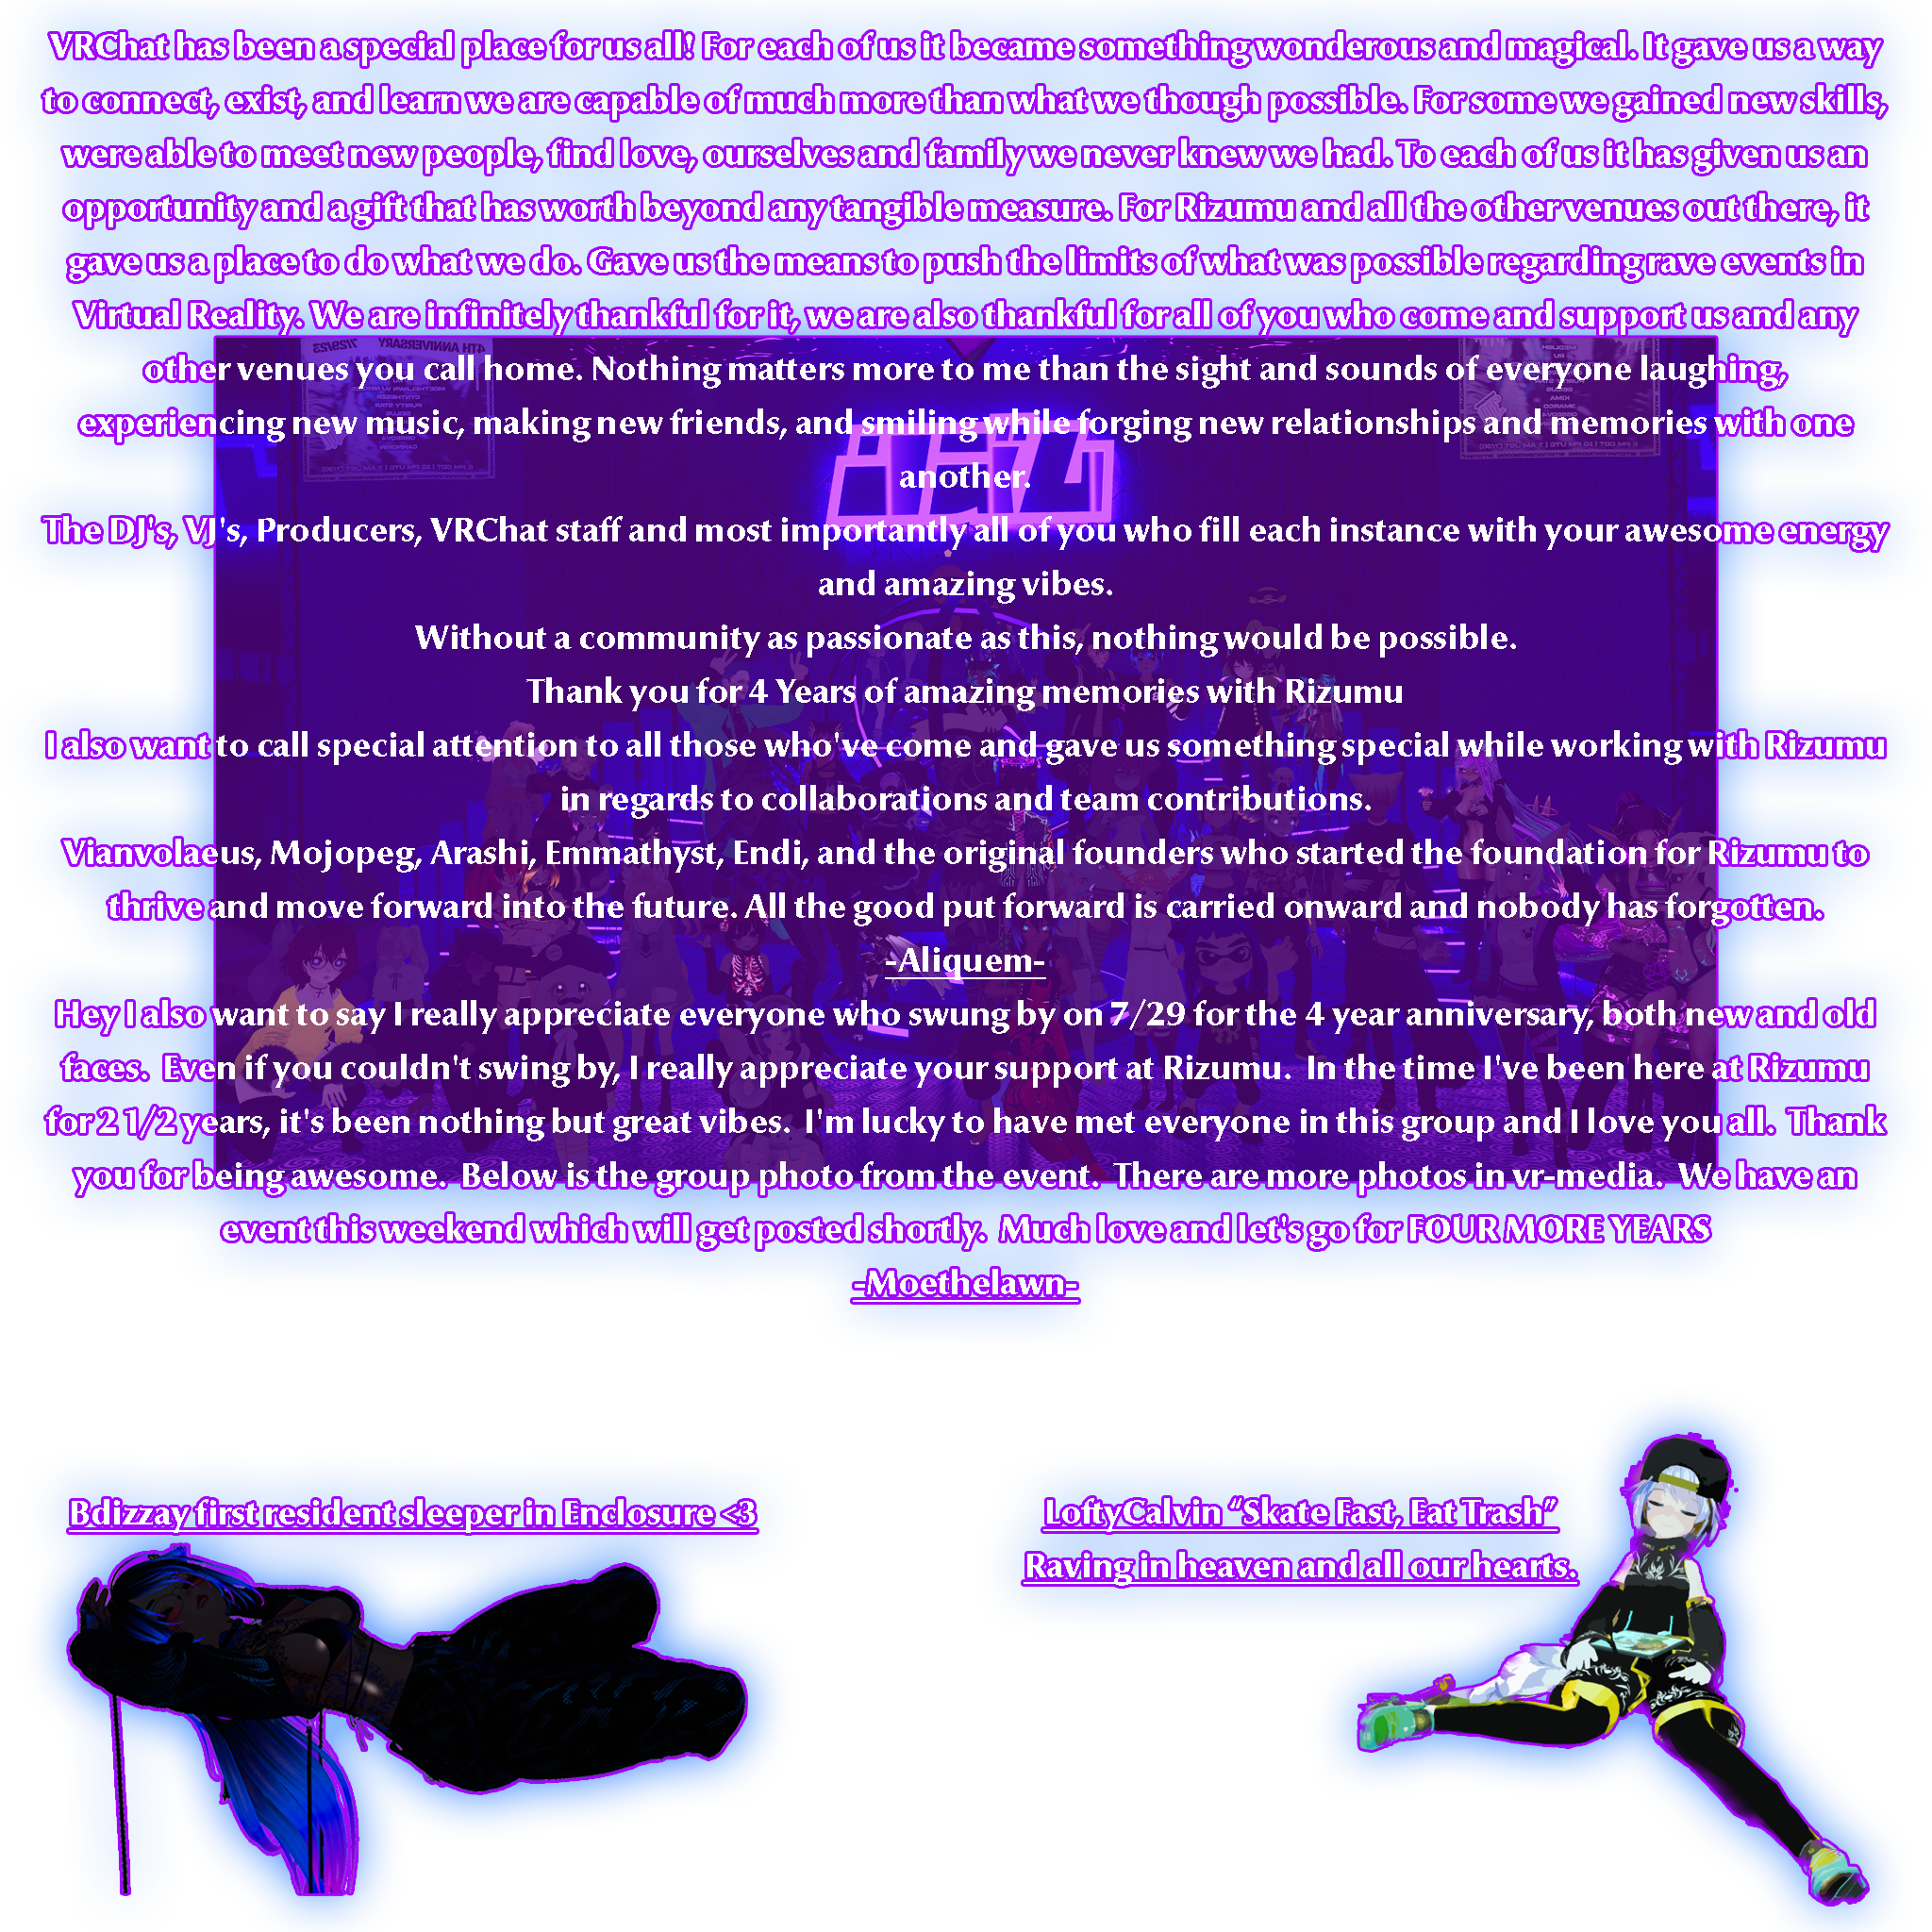 VRChat has been a special place for us all! For each of us it became something wonderous and magical. It gave us a way
to connect, exist, and learn we are capable of much more than what we though possible. For some we gained new skills,
were able to meet new people, find love, ourselves and family we never knew we had. To each of us it has given us an
opportunity and a gift that has worth beyond any tangible measure. For Rizumu and all the other venues out there, it
gave us a place to do what we do. Gave us the means to push the limits of what was possible regarding rave events in
Virtual Reality. We are infinitely thankful for it, we are also thankful for all of you who come and support us and any
4TH ANNIVERSARY 7/29/23
other venues you call home. Nothing matters more to me than the sight and sounds of everyone laughing,
experiencing new music, making new friends, and smiling while forging new relationships and memories with one
another.
The DJ's, VJ's, Producers, VRChat staff and most importantly all of you who fill each instance with your awesome energy
and amazing vibes.
Without a community as passionate as this, nothing would be possible.
Thank you for 4 Years of amazing memories with Rizumu
I also want to call special attention to all those who've come and gave us something special while working with Rizumu
in regards to collaborations and team contributions.
Vianvolaeus, Mojopeg, Arashi, Emmathyst, Endi, and the original founders who started the foundation for Rizumu to
thrive and move forward into the future. All the good put forward is carried onward and nobody has forgotten.
-Aliquem-
Hey I also want to say I really appreciate everyone who swung by on 7/29 for the 4 year anniversary, both new and old
faces.  Even if you couldn't swing by, I really appreciate your support at Rizumu.  In the time I've been here at Rizumu
for 2 1/2 years, it's been nothing but great vibes.  I'm lucky to have met everyone in this group and I love you all.  Thank
you for being awesome.  Below is the group photo from the event.  There are more photos in vr-media.  We have an
event this weekend which will get posted shortly.  Much love and let's go for FOUR MORE YEARS
-Moethelawn-
Bdizzay first resident sleeper in Enclosure <3
LoftyCalvin “Skate Fast, Eat Trash”
Raving in heaven and all our hearts.